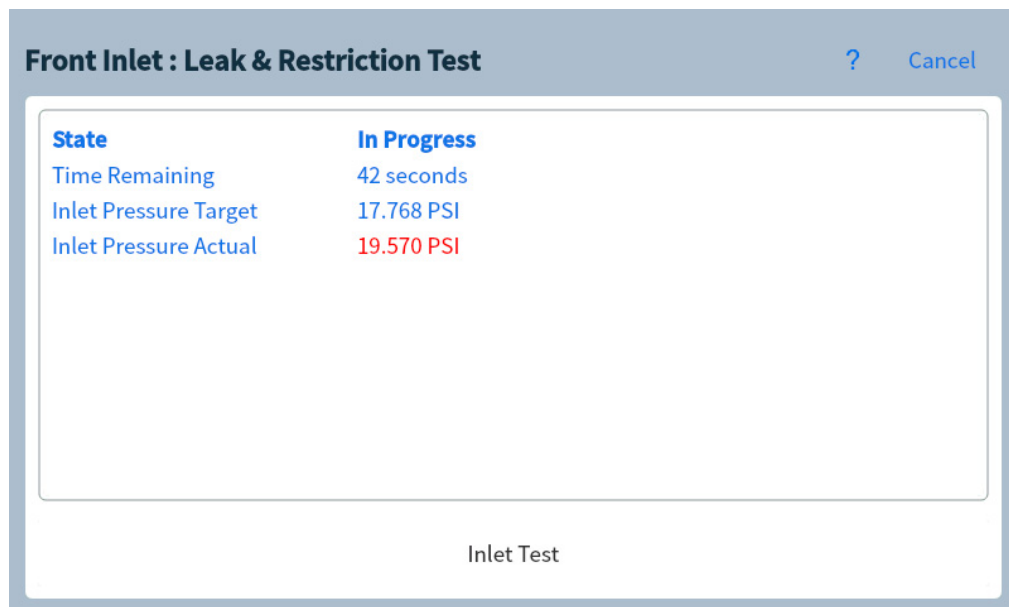 Front Inlet : Leak & Restriction Test ? Cancel
State In Progress
Time Remaining 42 seconds
Inlet Pressure Target 17.768 PSI
Inlet Pressure Actual 19.570 PSI
Inlet Test